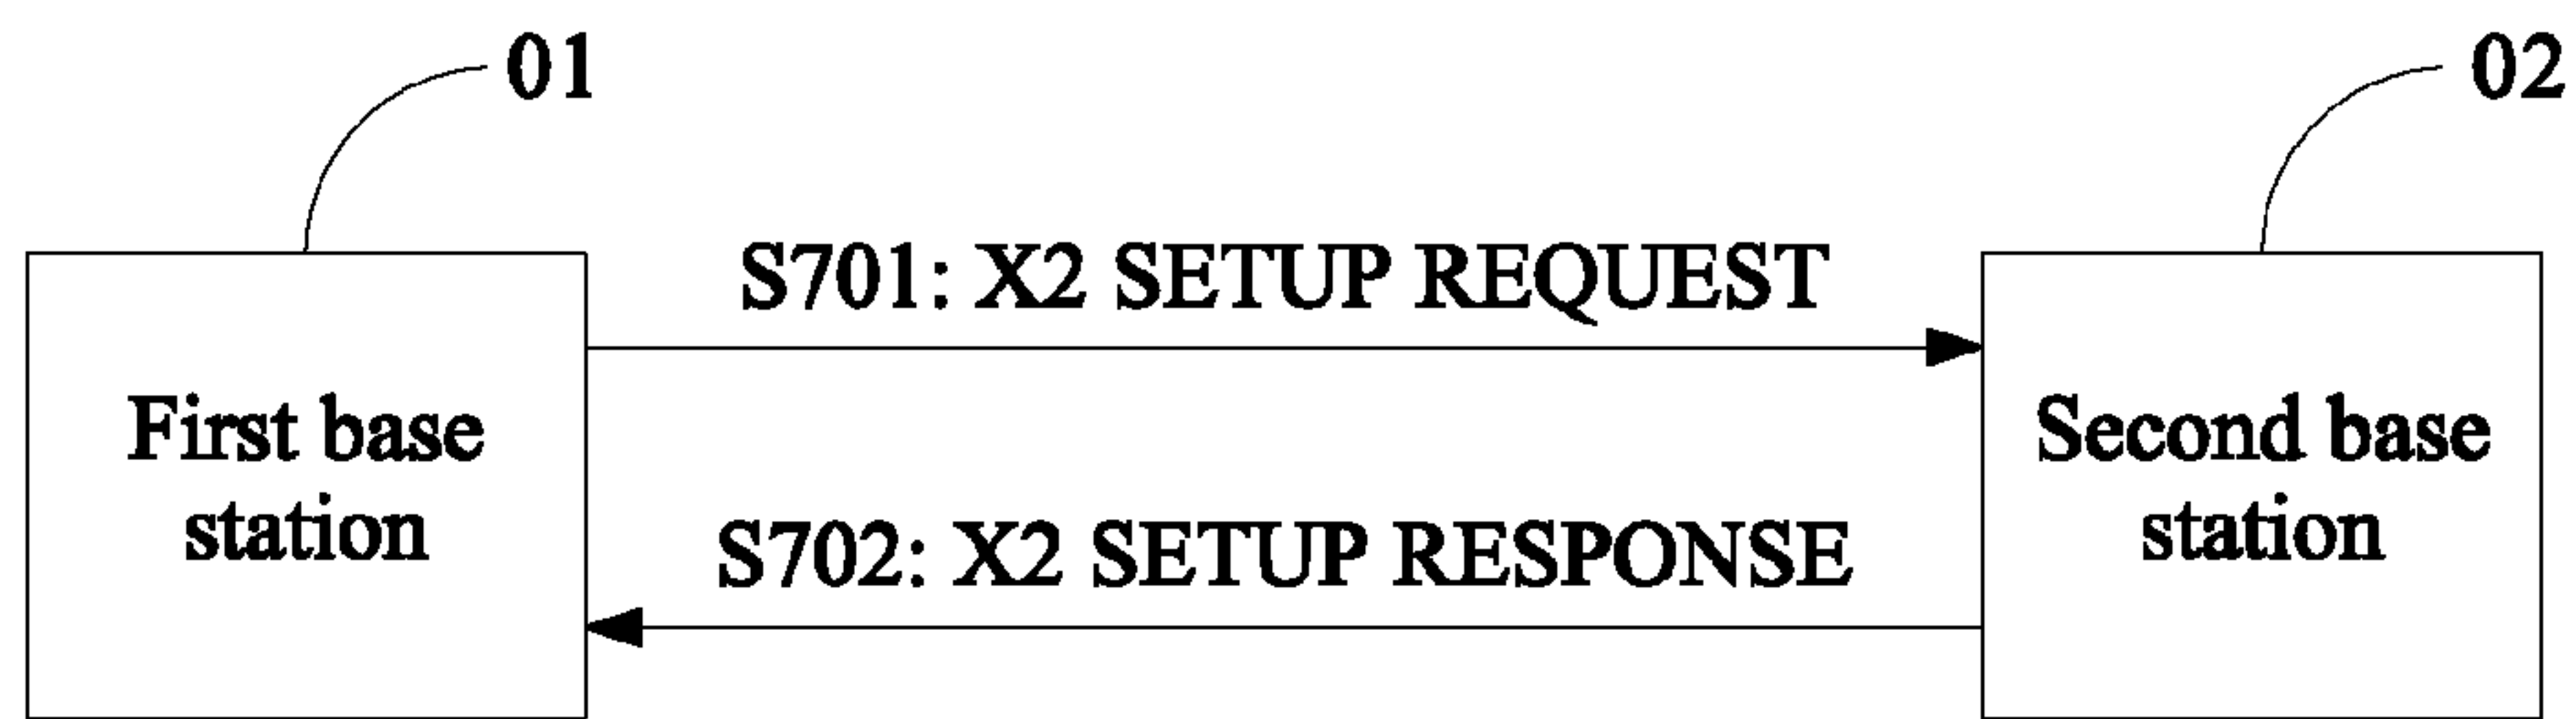 01
02
S701: X2 SETUP REQUEST
First base
station
Second base
station
S702: X2 SETUP RESPONSE